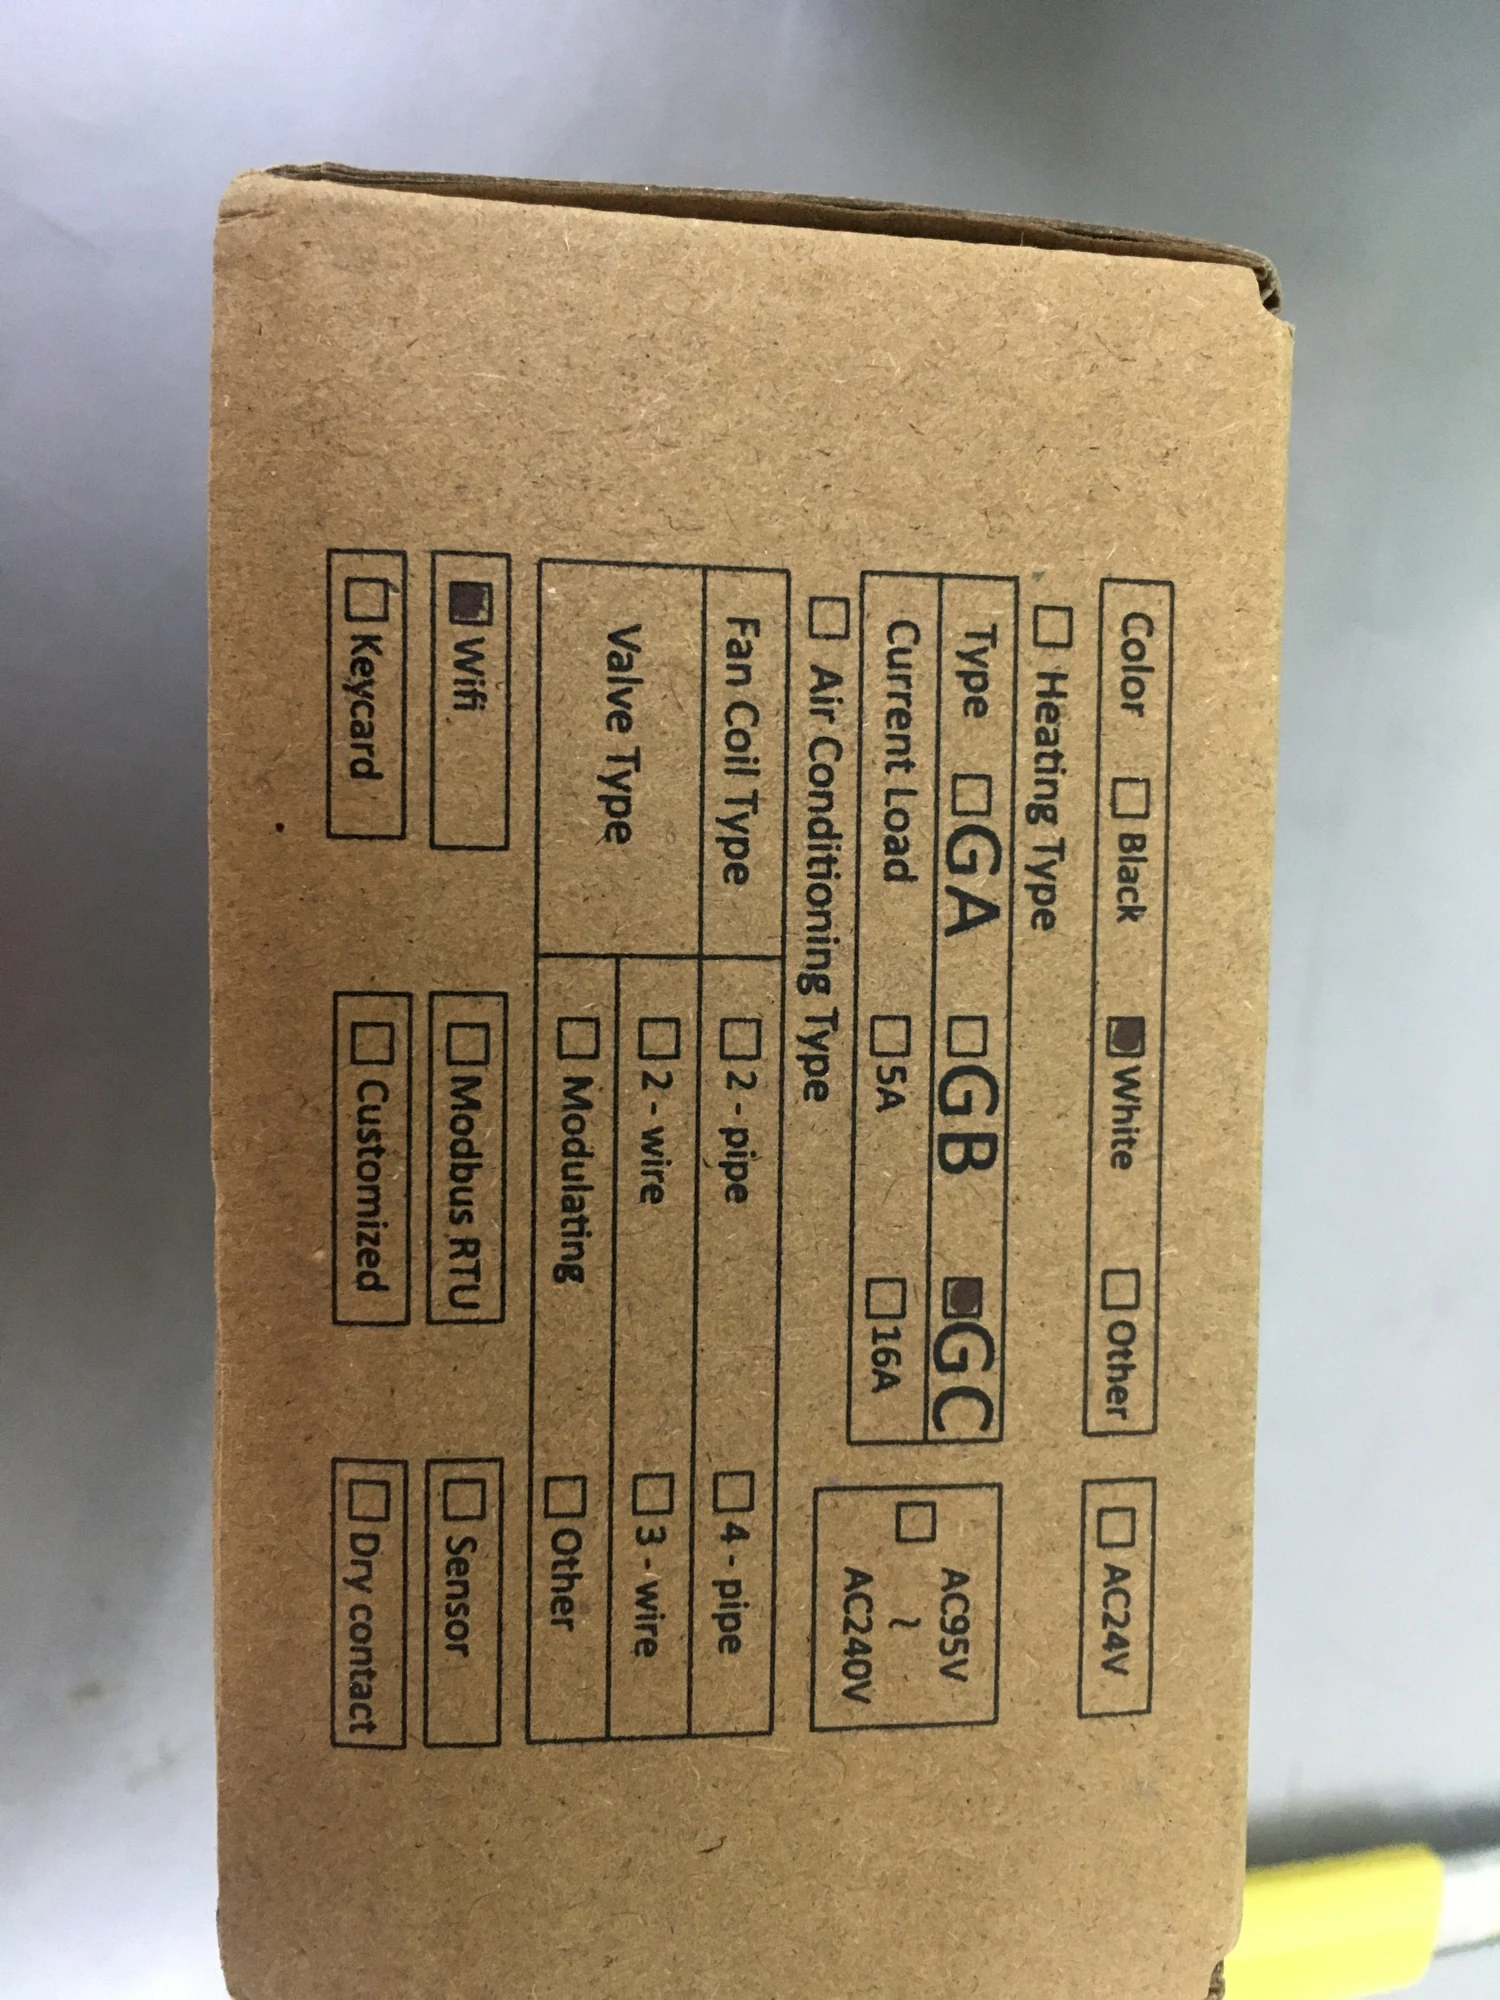 Color □ Black ■ White □ Other □ AC24V
□ Heating Type
Type □ GA □ GB ■ GC
Current Load □ 5A □ 16A
□ AC95V
~
AC240V
□ Air Conditioning Type
Fan Coil Type □ 2 - pipe □ 4 - pipe
Valve Type □ 2 - wire □ 3 - wire
□ Modulating □ Other
■ Wifi □ Modbus RTU □ Sensor
□ Keycard □ Customized □ Dry contact